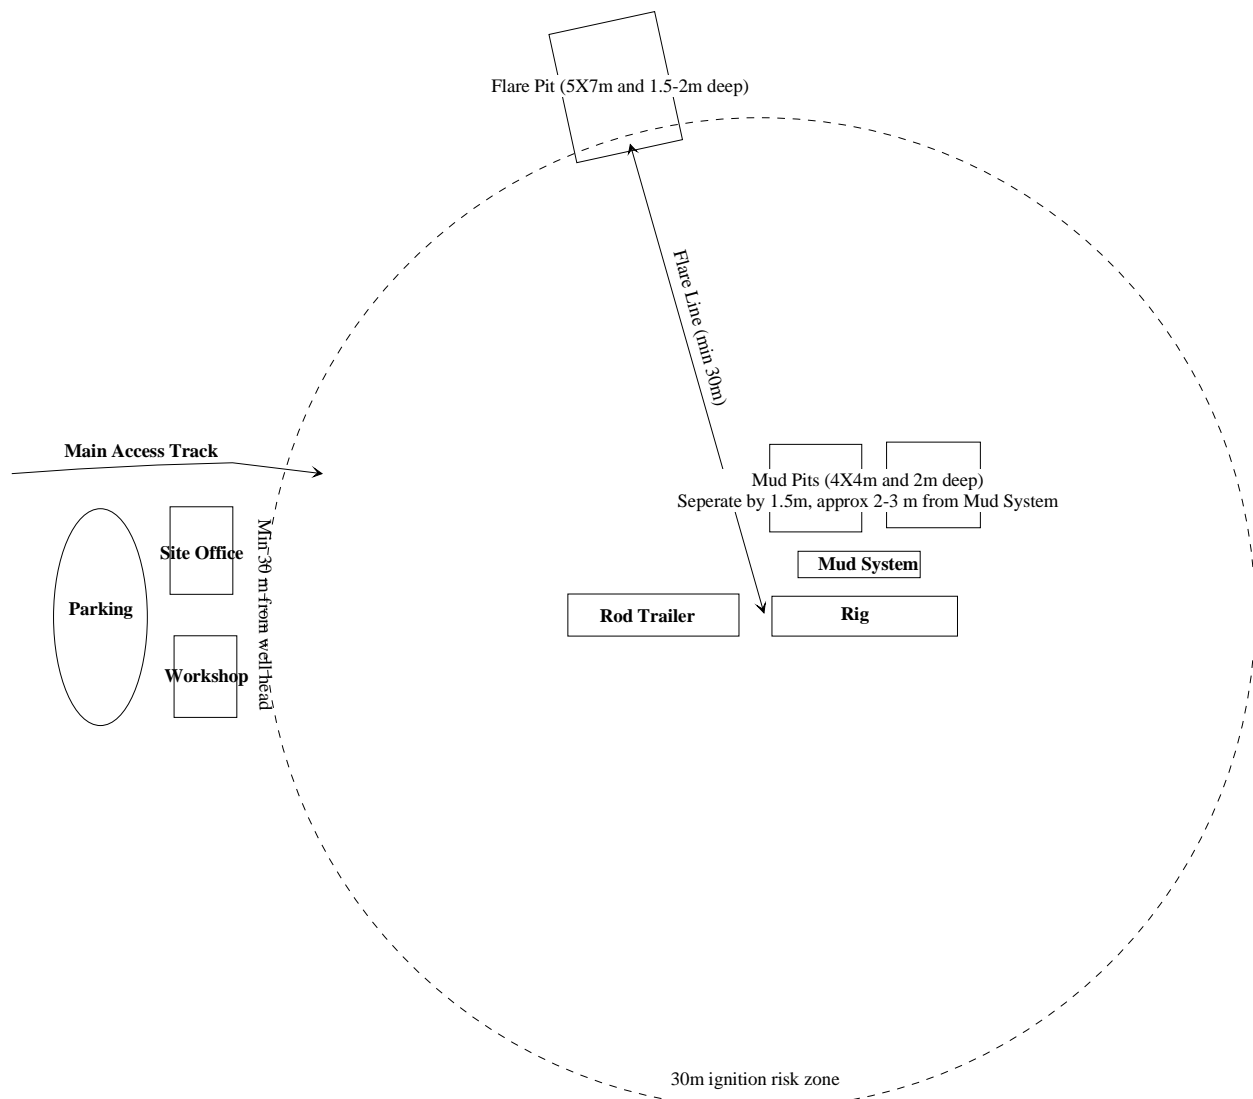 Flare Pit (5X7m and 1.5-2m deep)
Flare Line (min 30m)
Main Access Track
Mud Pits (4X4m and 2m deep)
Seperate by 1.5m, approx 2-3 m from Mud System
Site Office
Min 30 m from well head
Mud System
Parking
Rod Trailer
Rig
Workshop
30m ignition risk zone